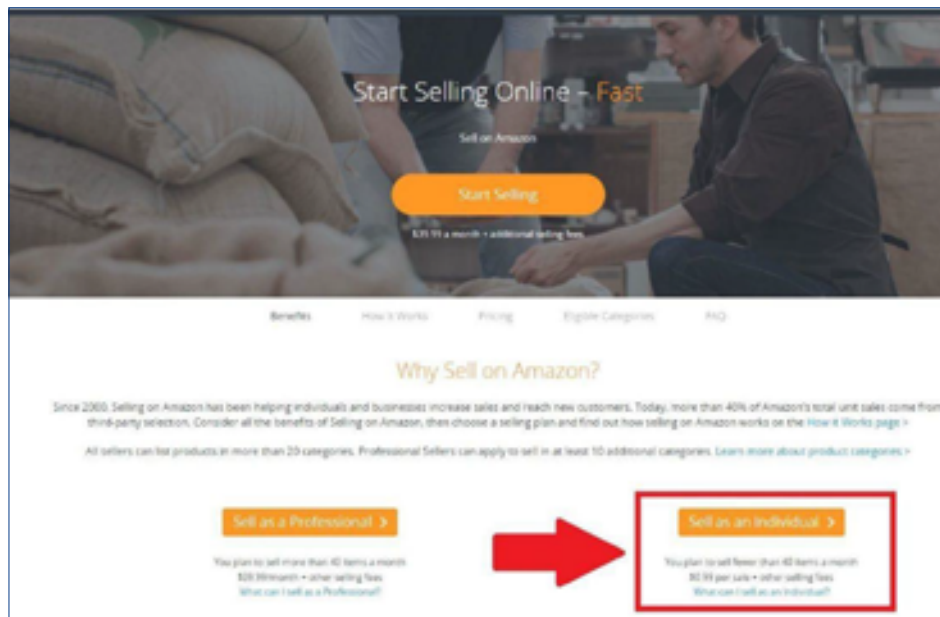 Start Selling Online – Fast
Sell on Amazon
Start Selling
$39.99 a month + additional selling fees
Benefits How it Works Pricing Eligible Categories FAQ
Why Sell on Amazon?
Since 2000, Selling on Amazon has been helping individuals and businesses increase sales and reach new customers. Today, more than 40% of Amazon's total unit sales come from
third-party selection. Consider all the benefits of Selling on Amazon, then choose a selling plan and find out how selling on Amazon works on the How it Works page >
All sellers can list products in more than 20 categories. Professional Sellers can apply to sell in at least 10 additional categories. Learn more about product categories >
Sell as a Professional > Sell as an Individual >
You plan to sell more than 40 items a month You plan to sell fewer than 40 items a month
$39.99/month + other selling fees $0.99 per sale + other selling fees
What can I sell as a Professional? What can I sell as an Individual?